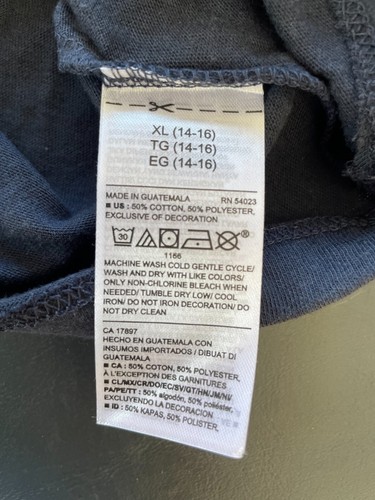 XL (14-16)
TG (14-16)
EG (14-16)
MADE IN GUATEMALA RN 54023
■ US : 50% COTTON, 50% POLYESTER,
EXCLUSIVE OF DECORATION.
30 ®
1186
MACHINE WASH COLD GENTLE CYCLE/
WASH AND DRY WITH LIKE COLORS/
ONLY NON-CHLORINE BLEACH WHEN
NEEDED/ TUMBLE DRY LOW/ COOL
IRON/ DO NOT IRON DECORATION/ DO
NOT DRY CLEAN
CA 17897
HECHO EN GUATEMALA CON
INSUMOS IMPORTADOS / DIBUAT DI
GUATEMALA
■ CA : 50% COTON, 50% POLYESTER,
À L'EXCEPTION DES GARNITURES
■ CL/MX/CR/DO/EC/SV/GT/HN/JM/NI/
PA/PE/TT : 50% algodón, 50% poliéster,
EXCLUYENDO LA DECORACION
■ ID : 50% KAPAS, 50% POLISTER,